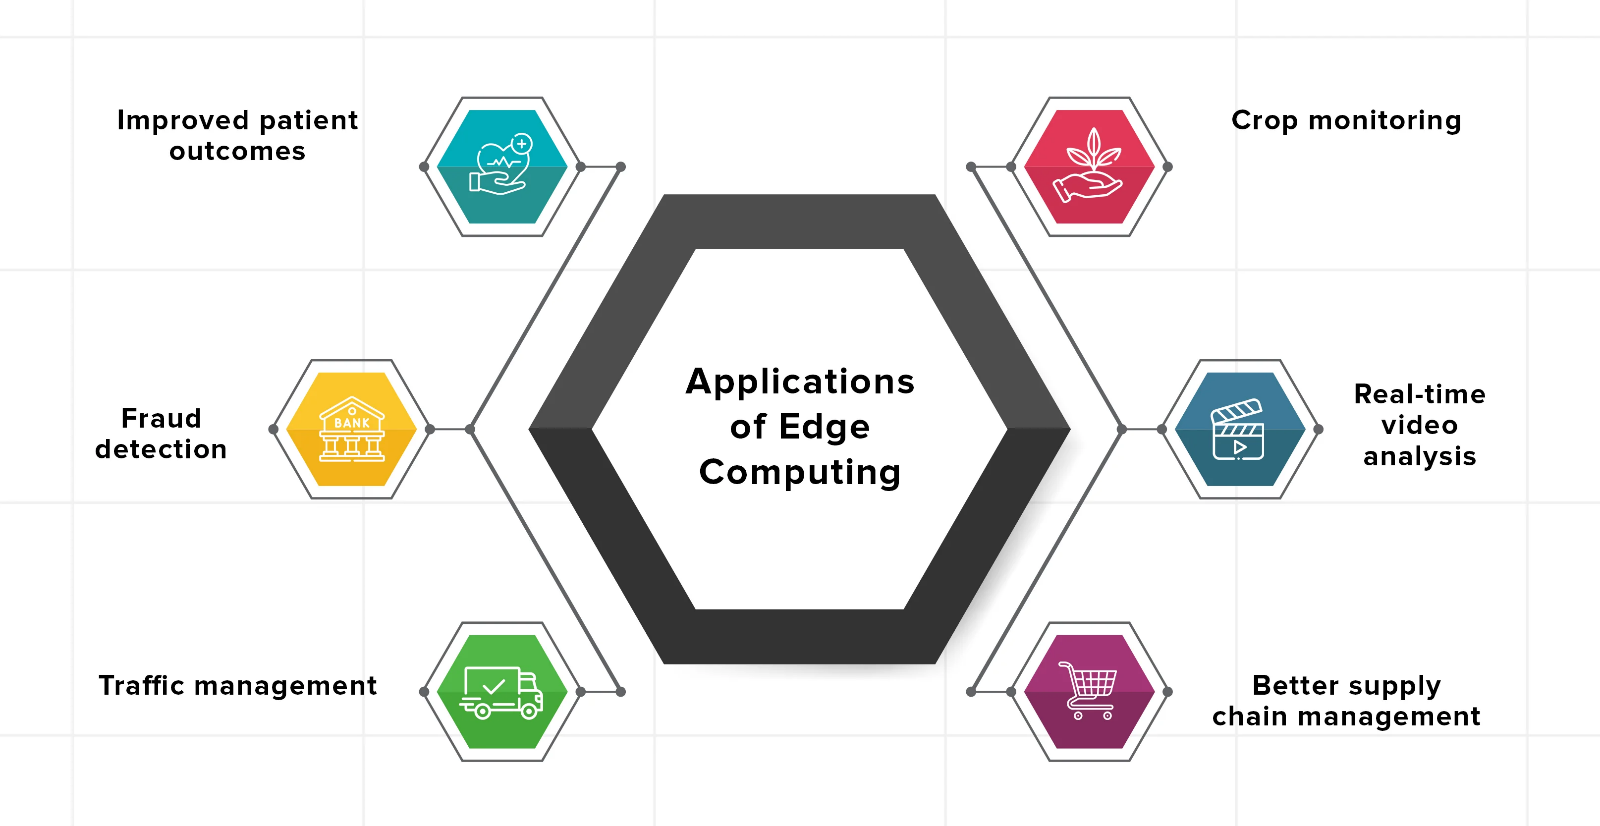 Improved patient
outcomes
Crop monitoring
Applications
of Edge
Computing
Fraud
detection
BANK
Real-time
video
analysis
Traffic management
Better supply
chain management